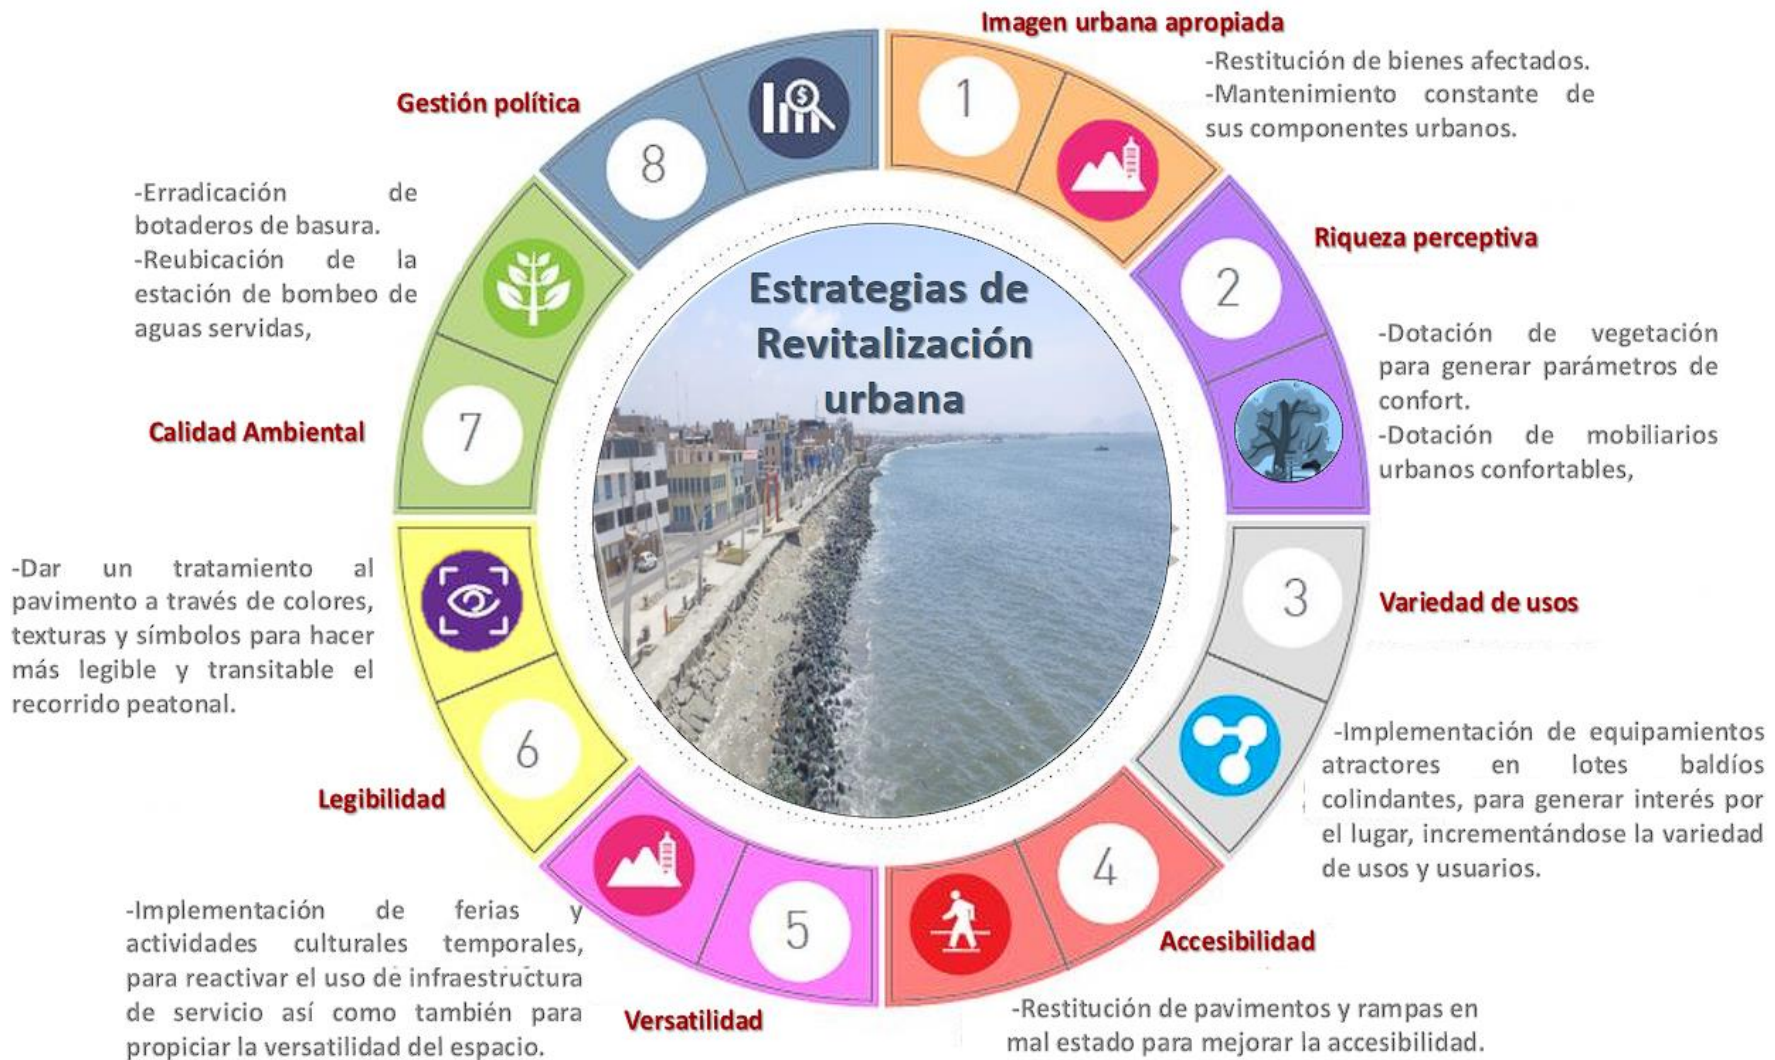 Estrategias de
Revitalización
urbana
1
Imagen urbana apropiada
-Restitución de bienes afectados.
-Mantenimiento constante de
sus componentes urbanos.
2
Riqueza perceptiva
-Dotación de vegetación
para generar parámetros de
confort.
-Dotación de mobiliarios
urbanos confortables,
3
Variedad de usos
-Implementación de equipamientos
atractores en lotes baldíos
colindantes, para generar interés por
el lugar, incrementándose la variedad
de usos y usuarios.
4
Accesibilidad
-Restitución de pavimentos y rampas en
mal estado para mejorar la accesibilidad.
5
Versatilidad
-Implementación de ferias y
actividades culturales temporales,
para reactivar el uso de infraestructura
de servicio así como también para
propiciar la versatilidad del espacio.
6
Legibilidad
-Dar un tratamiento al
pavimento a través de colores,
texturas y símbolos para hacer
más legible y transitable el
recorrido peatonal.
7
Calidad Ambiental
-Erradicación de
botaderos de basura.
-Reubicación de la
estación de bombeo de
aguas servidas,
8
Gestión política
$